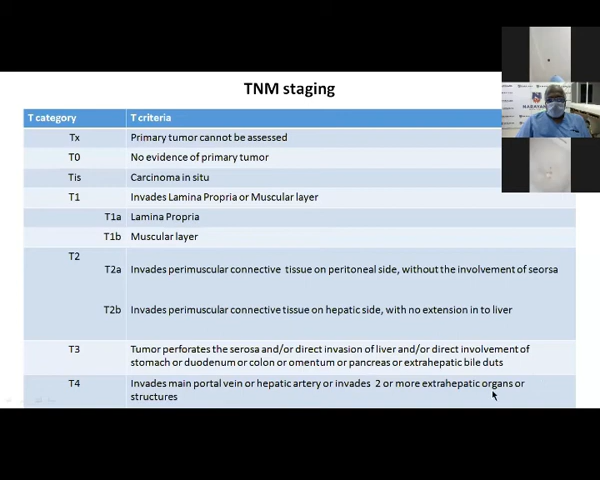 TNM staging
T category T criteria
Tx Primary tumor cannot be assessed
T0 No evidence of primary tumor
Tis Carcinoma in situ
T1 Invades Lamina Propria or Muscular layer
T1a Lamina Propria
T1b Muscular layer
T2
T2a Invades perimuscular connective tissue on peritoneal side, without the involvement of seorsa
T2b Invades perimuscular connective tissue on hepatic side, with no extension in to liver
T3 Tumor perforates the serosa and/or direct invasion of liver and/or direct involvement of
stomach or duodenum or colon or omentum or pancreas or extrahepatic bile duts
T4 Invades main portal vein or hepatic artery or invades 2 or more extrahepatic organs or
structures